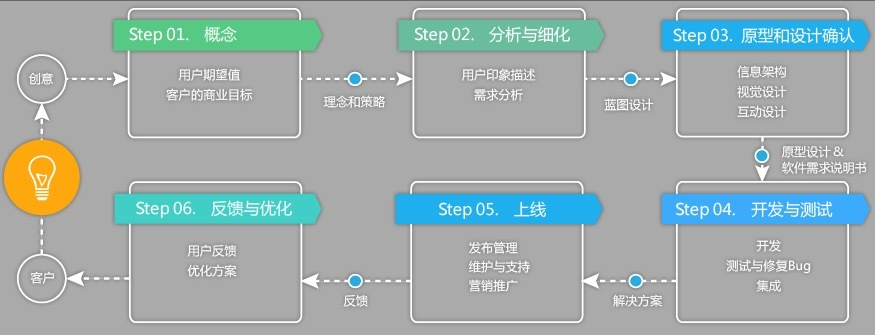 创意
Step 01. 概念
用户期望值
客户的商业目标
理念和策略
Step 02. 分析与细化
用户印象描述
需求分析
蓝图设计
Step 03. 原型和设计确认
信息架构
视觉设计
互动设计
原型设计＆
软件需求说明书
Step 04. 开发与测试
开发
测试与修复Bug
集成
解决方案
Step 05. 上线
发布管理
维护与支持
营销推广
反馈
Step 06. 反馈与优化
用户反馈
优化方案
客户